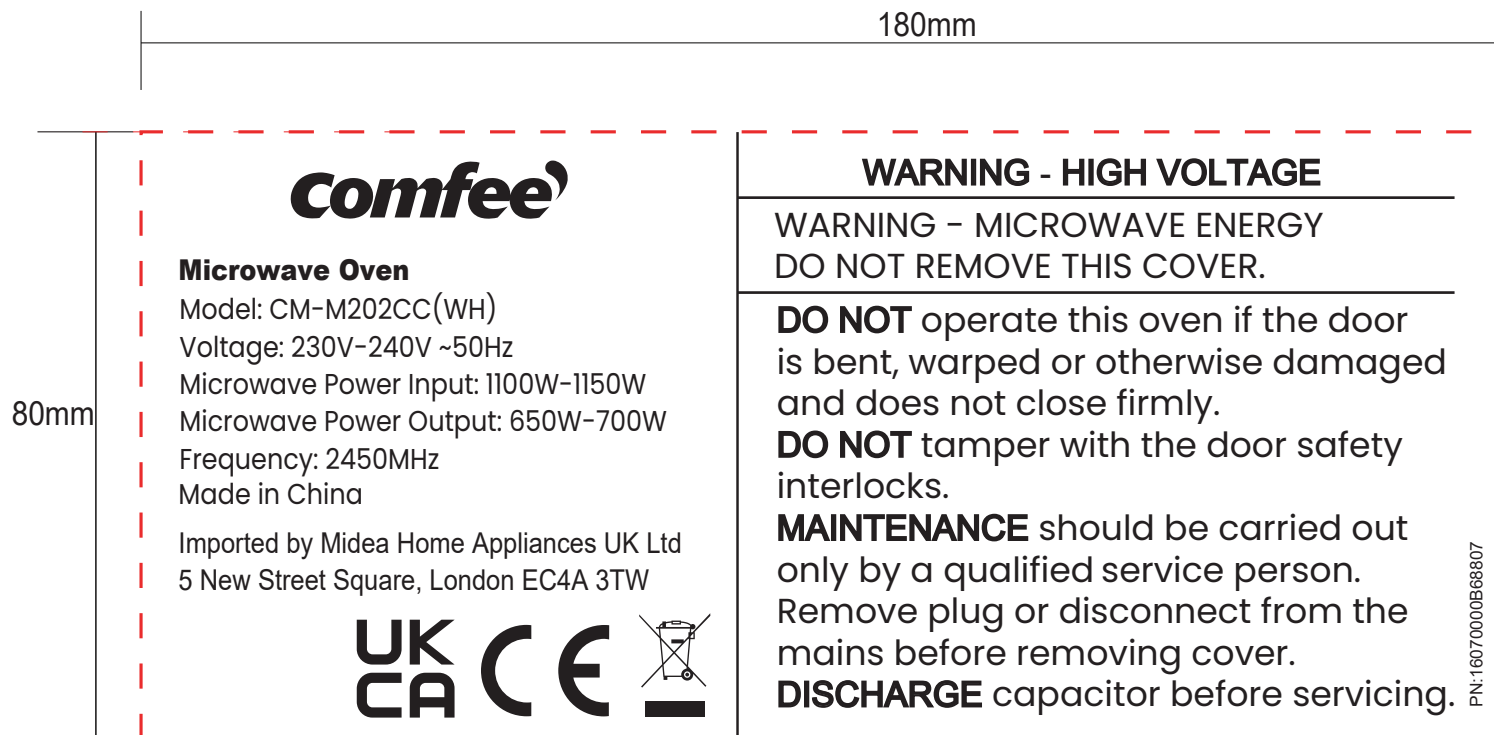 180mm
80mm
comfee'
Microwave Oven
Model: CM-M202CC(WH)
Voltage: 230V-240V ~50Hz
Microwave Power Input: 1100W-1150W
Microwave Power Output: 650W-700W
Frequency: 2450MHz
Made in China
Imported by Midea Home Appliances UK Ltd
5 New Street Square, London EC4A 3TW
UK
CA
CE
WARNING - HIGH VOLTAGE
WARNING - MICROWAVE ENERGY
DO NOT REMOVE THIS COVER.
DO NOT operate this oven if the door
is bent, warped or otherwise damaged
and does not close firmly.
DO NOT tamper with the door safety
interlocks.
MAINTENANCE should be carried out
only by a qualified service person.
Remove plug or disconnect from the
mains before removing cover.
DISCHARGE capacitor before servicing.
PN:16070000B68807